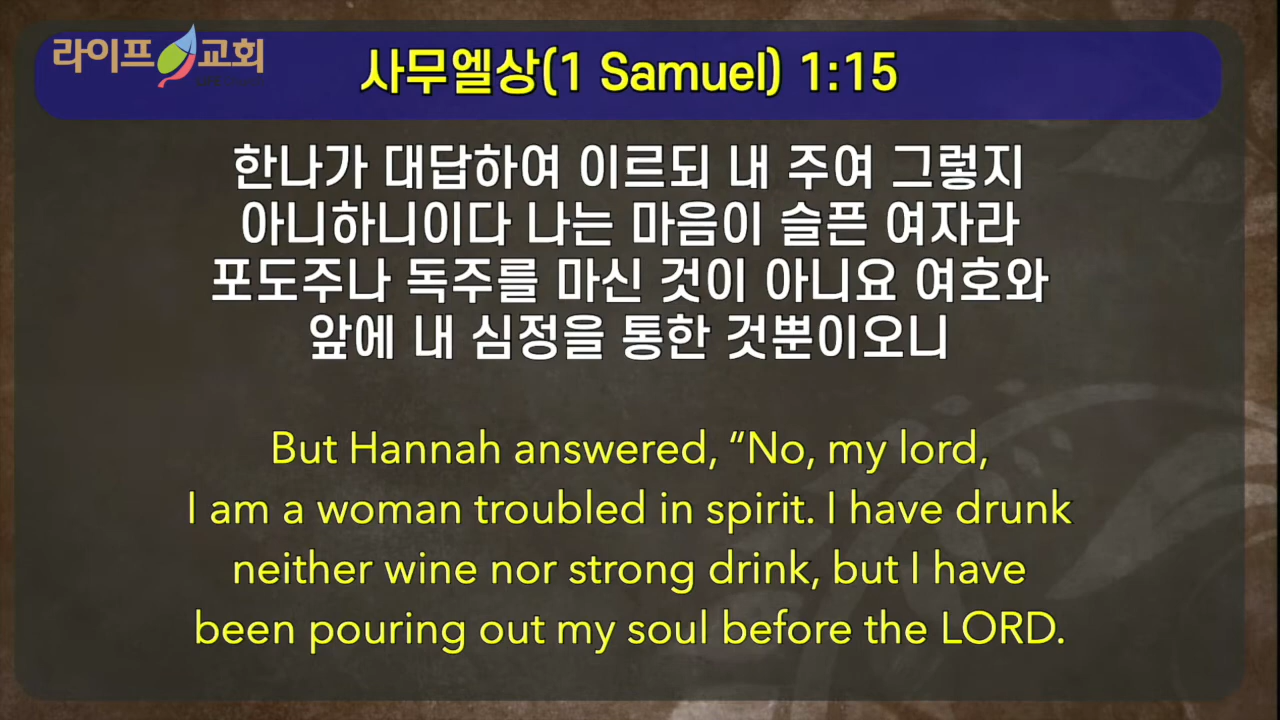 라이프 교회
사무엘상(1 Samuel) 1:15
한나가 대답하여 이르되 내 주여 그렇지
아니하니이다 나는 마음이 슬픈 여자라
포도주나 독주를 마신 것이 아니요 여호와
앞에 내 심정을 통한 것뿐이오니
But Hannah answered, “No, my lord,
I am a woman troubled in spirit. I have drunk
neither wine nor strong drink, but I have
been pouring out my soul before the LORD.